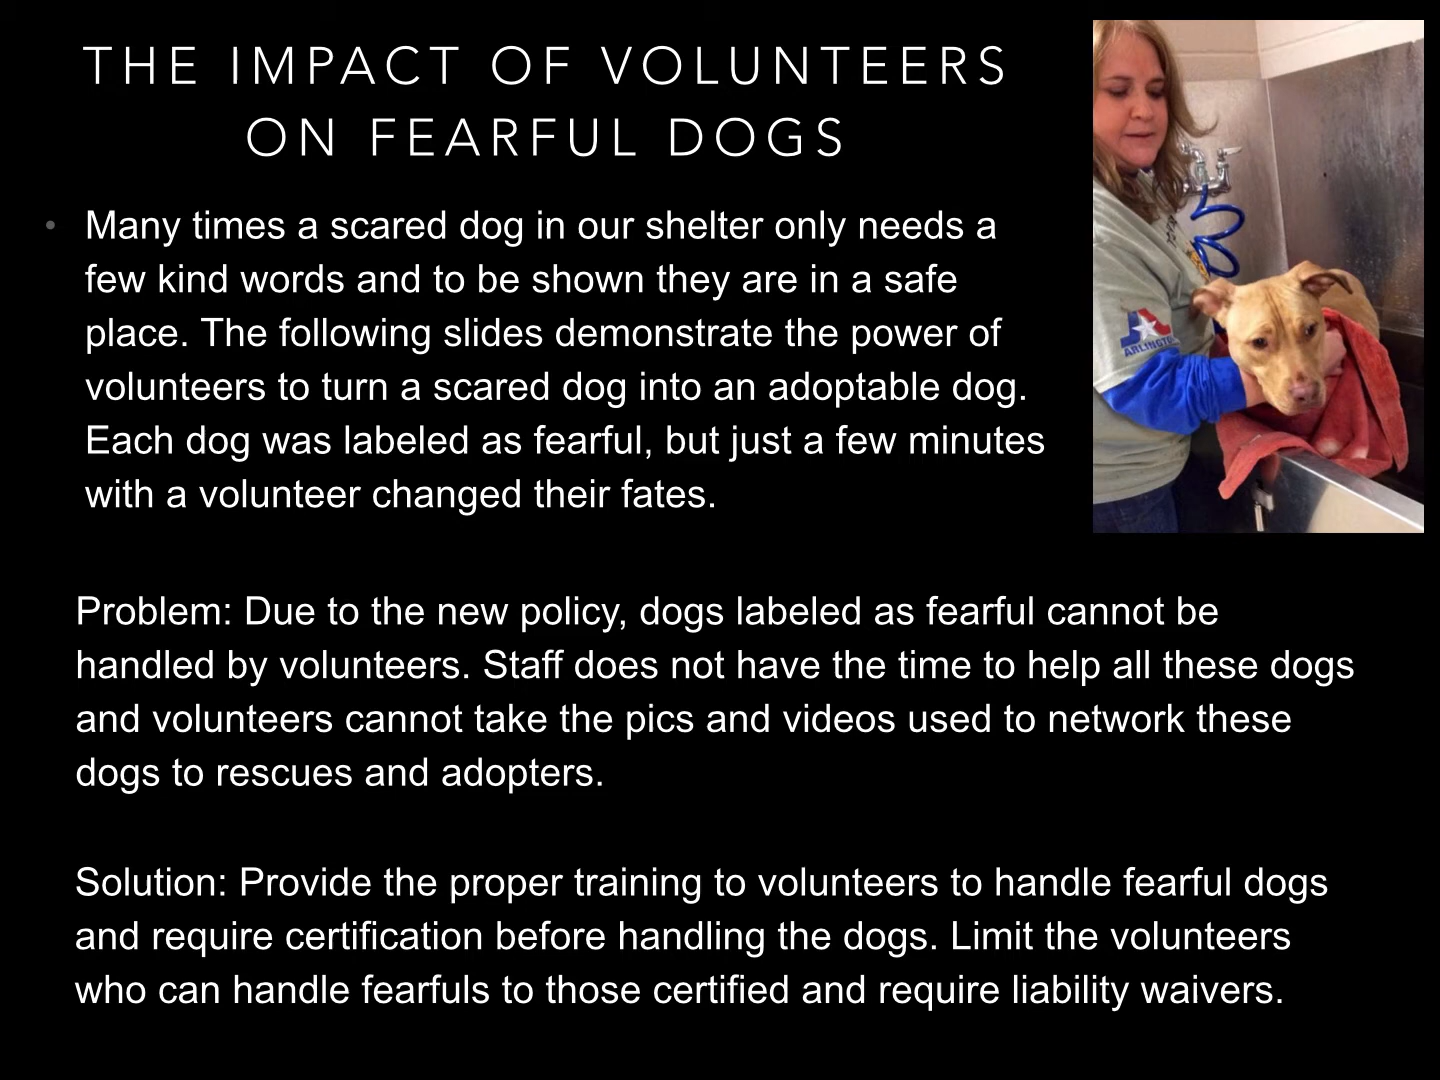 THE IMPACT OF VOLUNTEERS
ON FEARFUL DOGS
• Many times a scared dog in our shelter only needs a
few kind words and to be shown they are in a safe
place. The following slides demonstrate the power of
volunteers to turn a scared dog into an adoptable dog.
Each dog was labeled as fearful, but just a few minutes
with a volunteer changed their fates.
ARLINGTON
Problem: Due to the new policy, dogs labeled as fearful cannot be
handled by volunteers. Staff does not have the time to help all these dogs
and volunteers cannot take the pics and videos used to network these
dogs to rescues and adopters.
Solution: Provide the proper training to volunteers to handle fearful dogs
and require certification before handling the dogs. Limit the volunteers
who can handle fearfuls to those certified and require liability waivers.